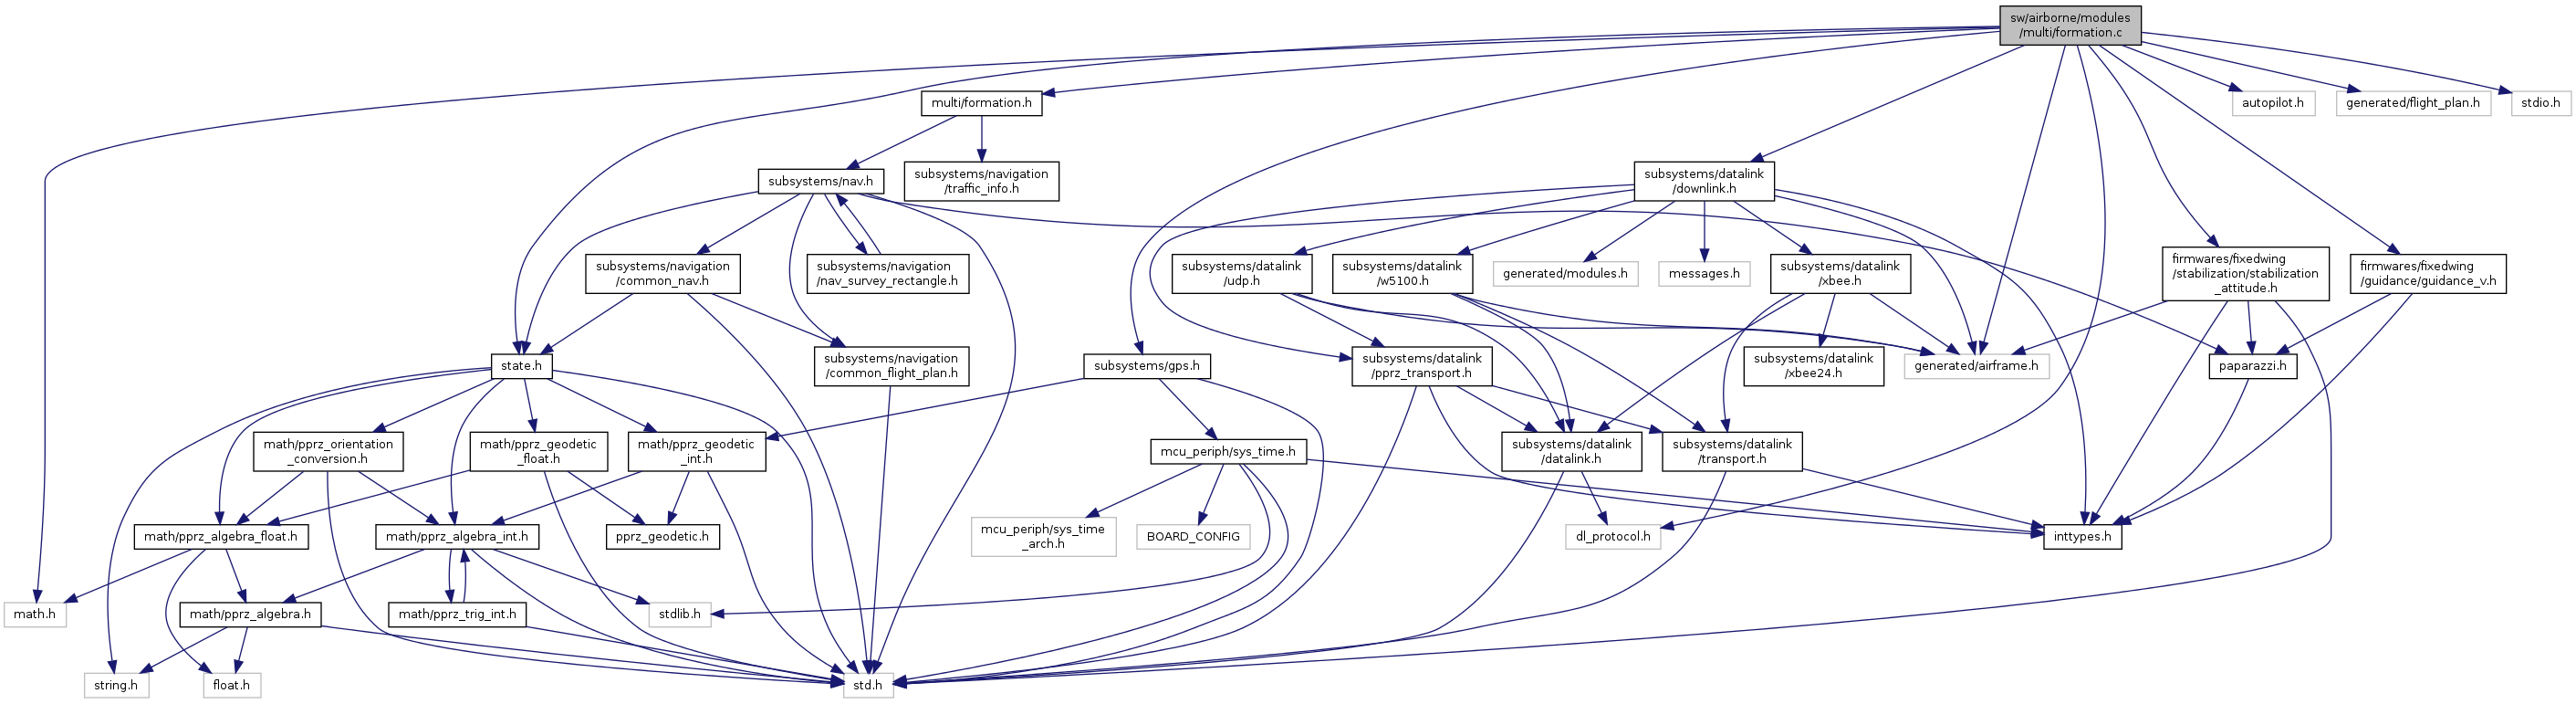 sw/airborne/modules
/multi/formation.c
multi/formation.h
autopilot.h
generated/flight_plan.h
stdio.h
subsystems/nav.h
subsystems/navigation
/traffic_info.h
subsystems/datalink
/downlink.h
subsystems/navigation
/common_nav.h
subsystems/navigation
/nav_survey_rectangle.h
subsystems/datalink
/udp.h
subsystems/datalink
/w5100.h
generated/modules.h
messages.h
subsystems/datalink
/xbee.h
firmwares/fixedwing
/stabilization/stabilization
_attitude.h
firmwares/fixedwing
/guidance/guidance_v.h
state.h
subsystems/navigation
/common_flight_plan.h
subsystems/gps.h
subsystems/datalink
/pprz_transport.h
subsystems/datalink
/xbee24.h
generated/airframe.h
paparazzi.h
math/pprz_orientation
_conversion.h
math/pprz_geodetic
_float.h
math/pprz_geodetic
_int.h
mcu_periph/sys_time.h
subsystems/datalink
/datalink.h
subsystems/datalink
/transport.h
math/pprz_algebra_float.h
math/pprz_algebra_int.h
pprz_geodetic.h
mcu_periph/sys_time
_arch.h
BOARD_CONFIG
dl_protocol.h
inttypes.h
math.h
math/pprz_algebra.h
math/pprz_trig_int.h
stdlib.h
string.h
float.h
std.h